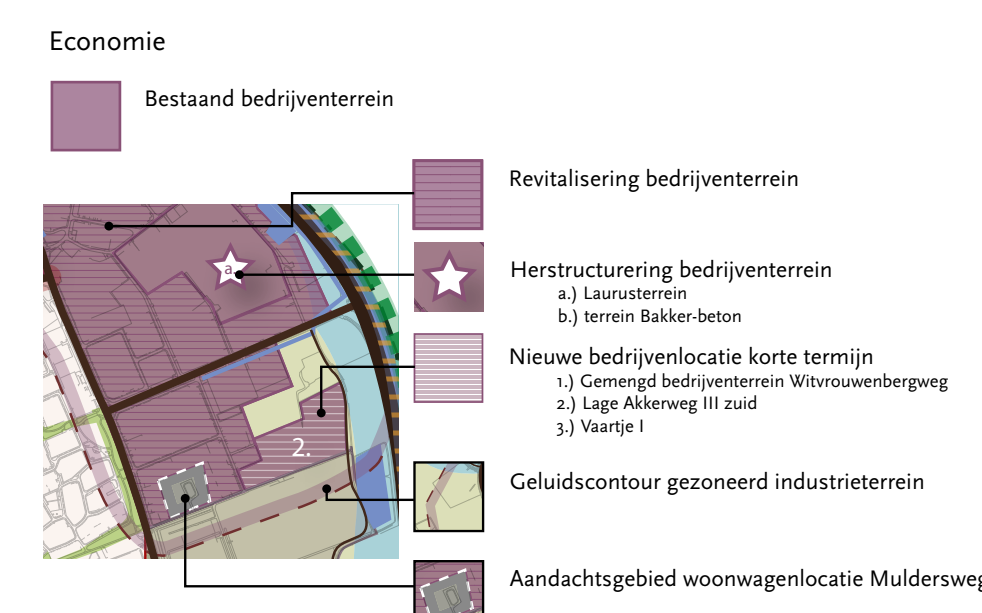 Economie
Bestaand bedrijventerrein
Revitalisering bedrijventerrein
a.
Herstructurering bedrijventerrein
a.) Laurusterrein
b.) terrein Bakker-beton
Nieuwe bedrijvenlocatie korte termijn
1.) Gemengd bedrijventerrein Witvrouwenbergweg
2.) Lage Akkerweg III zuid
3.) Vaartje I
2.
Geluidscontour gezoneerd industrieterrein
Aandachtsgebied woonwagenlocatie Muldersweg